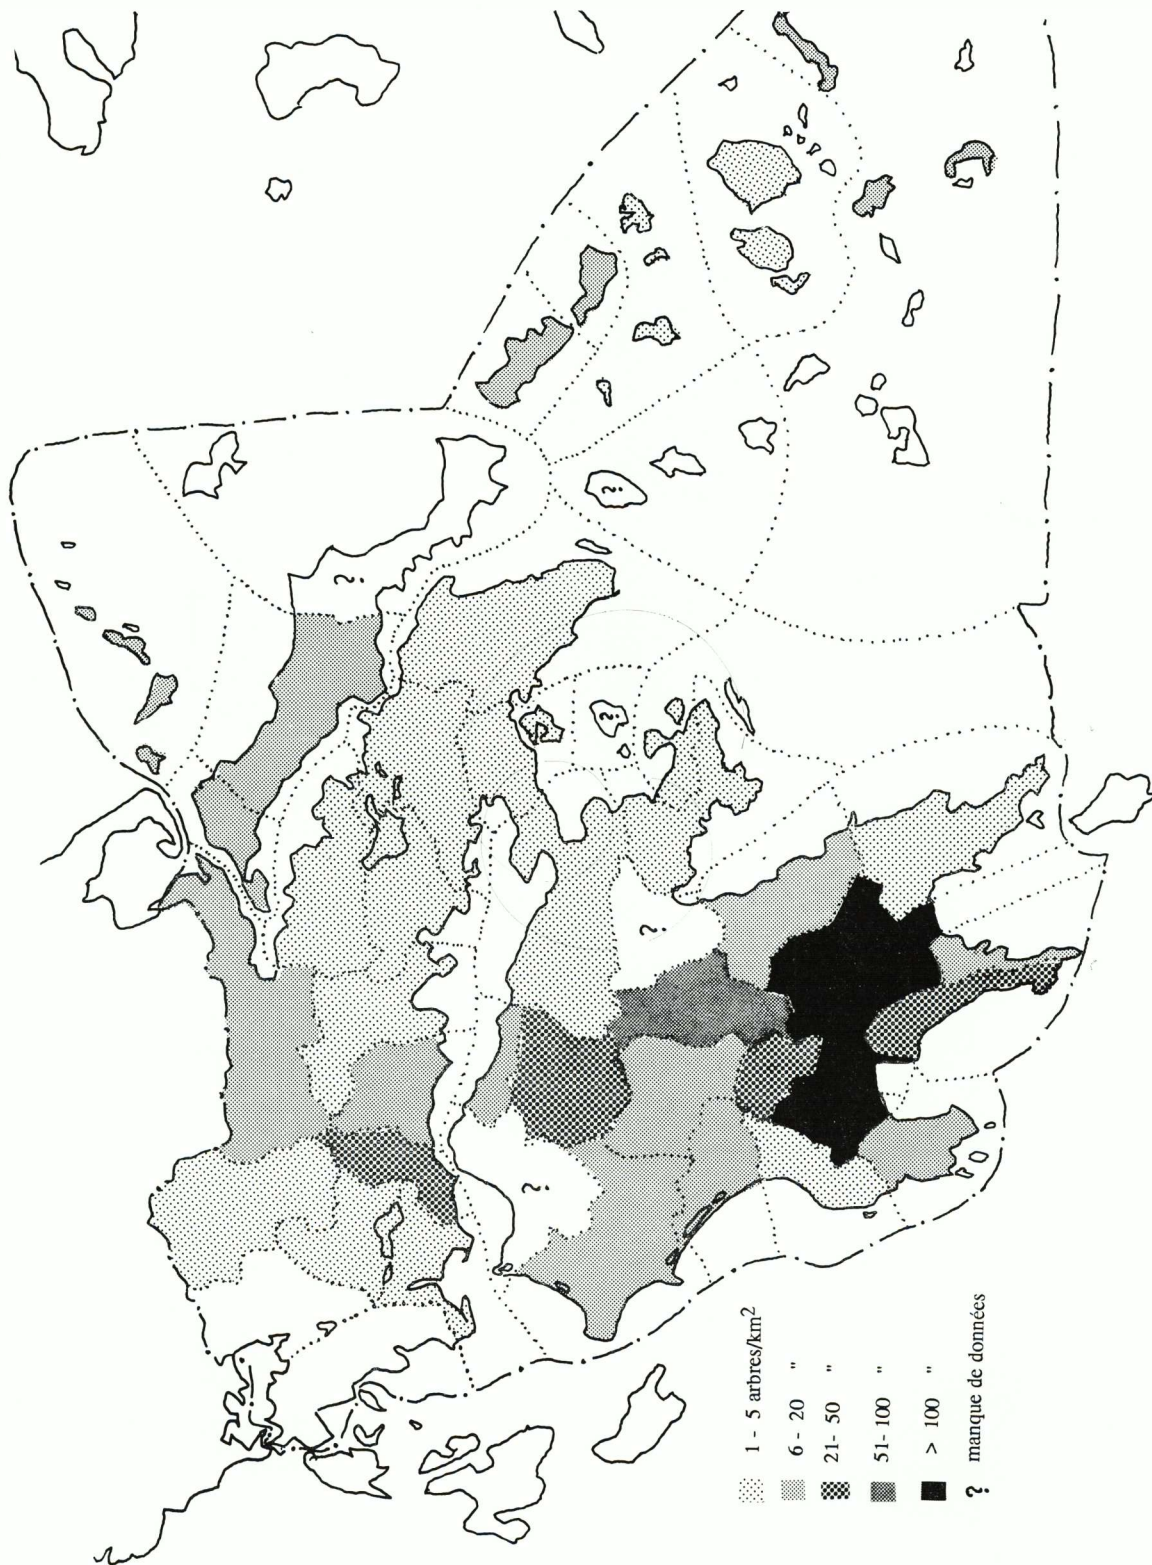 1 - 5 arbres/km2
6 - 20 "
21- 50 "
51- 100 "
> 100 "
? manque de données
?
?
?
?
?
?